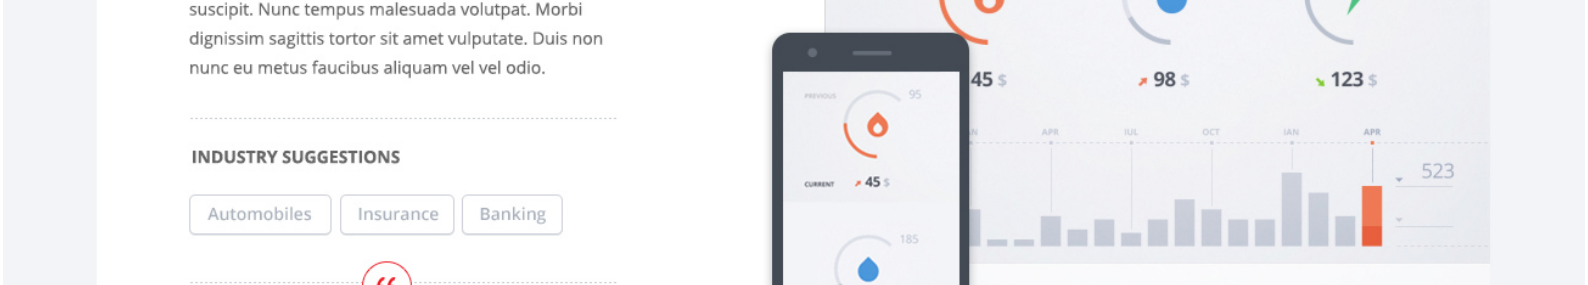 suscipit. Nunc tempus malesuada volutpat. Morbi
dignissim sagittis tortor sit amet vulputate. Duis non
nunc eu metus faucibus aliquam vel vel odio.
INDUSTRY SUGGESTIONS
Automobiles Insurance Banking
“
PREVIOUS 95
CURRENT 45 $
185
45 $ 98 $ 123 $
N APR IUL OCT IAN APR
523